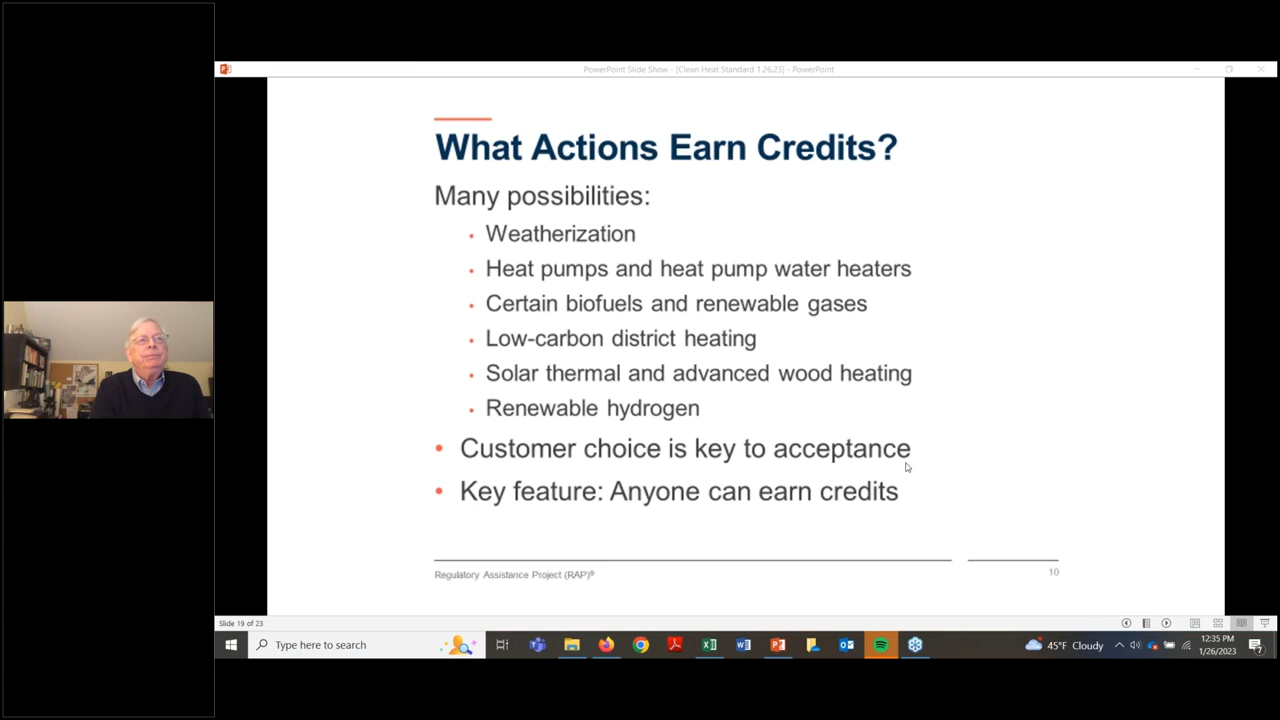 PowerPoint Slide Show - [Clean Heat Standard 1.26.23] - PowerPoint
What Actions Earn Credits?
Many possibilities:
• Weatherization
• Heat pumps and heat pump water heaters
• Certain biofuels and renewable gases
• Low-carbon district heating
• Solar thermal and advanced wood heating
• Renewable hydrogen
• Customer choice is key to acceptance
• Key feature: Anyone can earn credits
Regulatory Assistance Project (RAP)®
10
Slide 19 of 23
Type here to search
45°F Cloudy
12:35 PM
1/26/2023
7